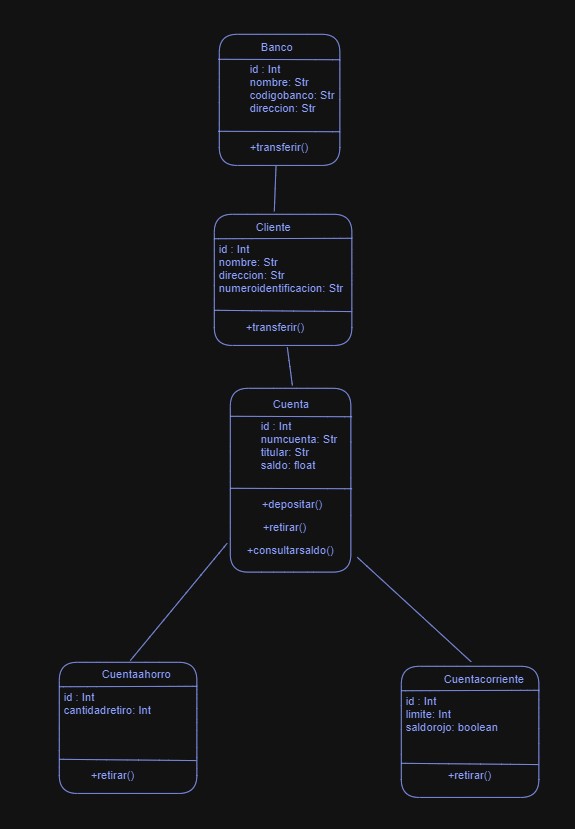 Banco
id : Int
nombre: Str
codigobanco: Str
direccion: Str
+transferir()
Cliente
id : Int
nombre: Str
direccion: Str
numeroidentificacion: Str
+transferir()
Cuenta
id : Int
numcuenta: Str
titular: Str
saldo: float
+depositar()
+retirar()
+consultarsaldo()
Cuentaahorro
id : Int
cantidadretiro: Int
+retirar()
Cuentacorriente
id : Int
limite: Int
saldorojo: boolean
+retirar()